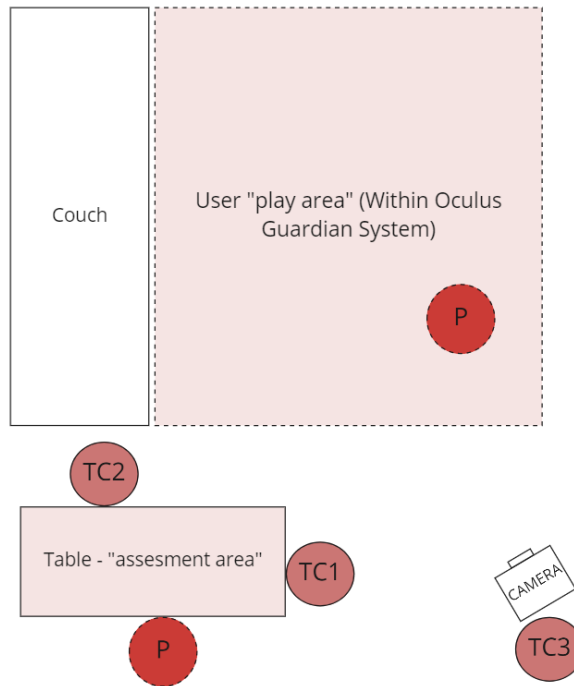 Couch
User "play area" (Within Oculus
Guardian System)
P
TC2
Table - "assesment area"
TC1
CAMERA
P
TC3